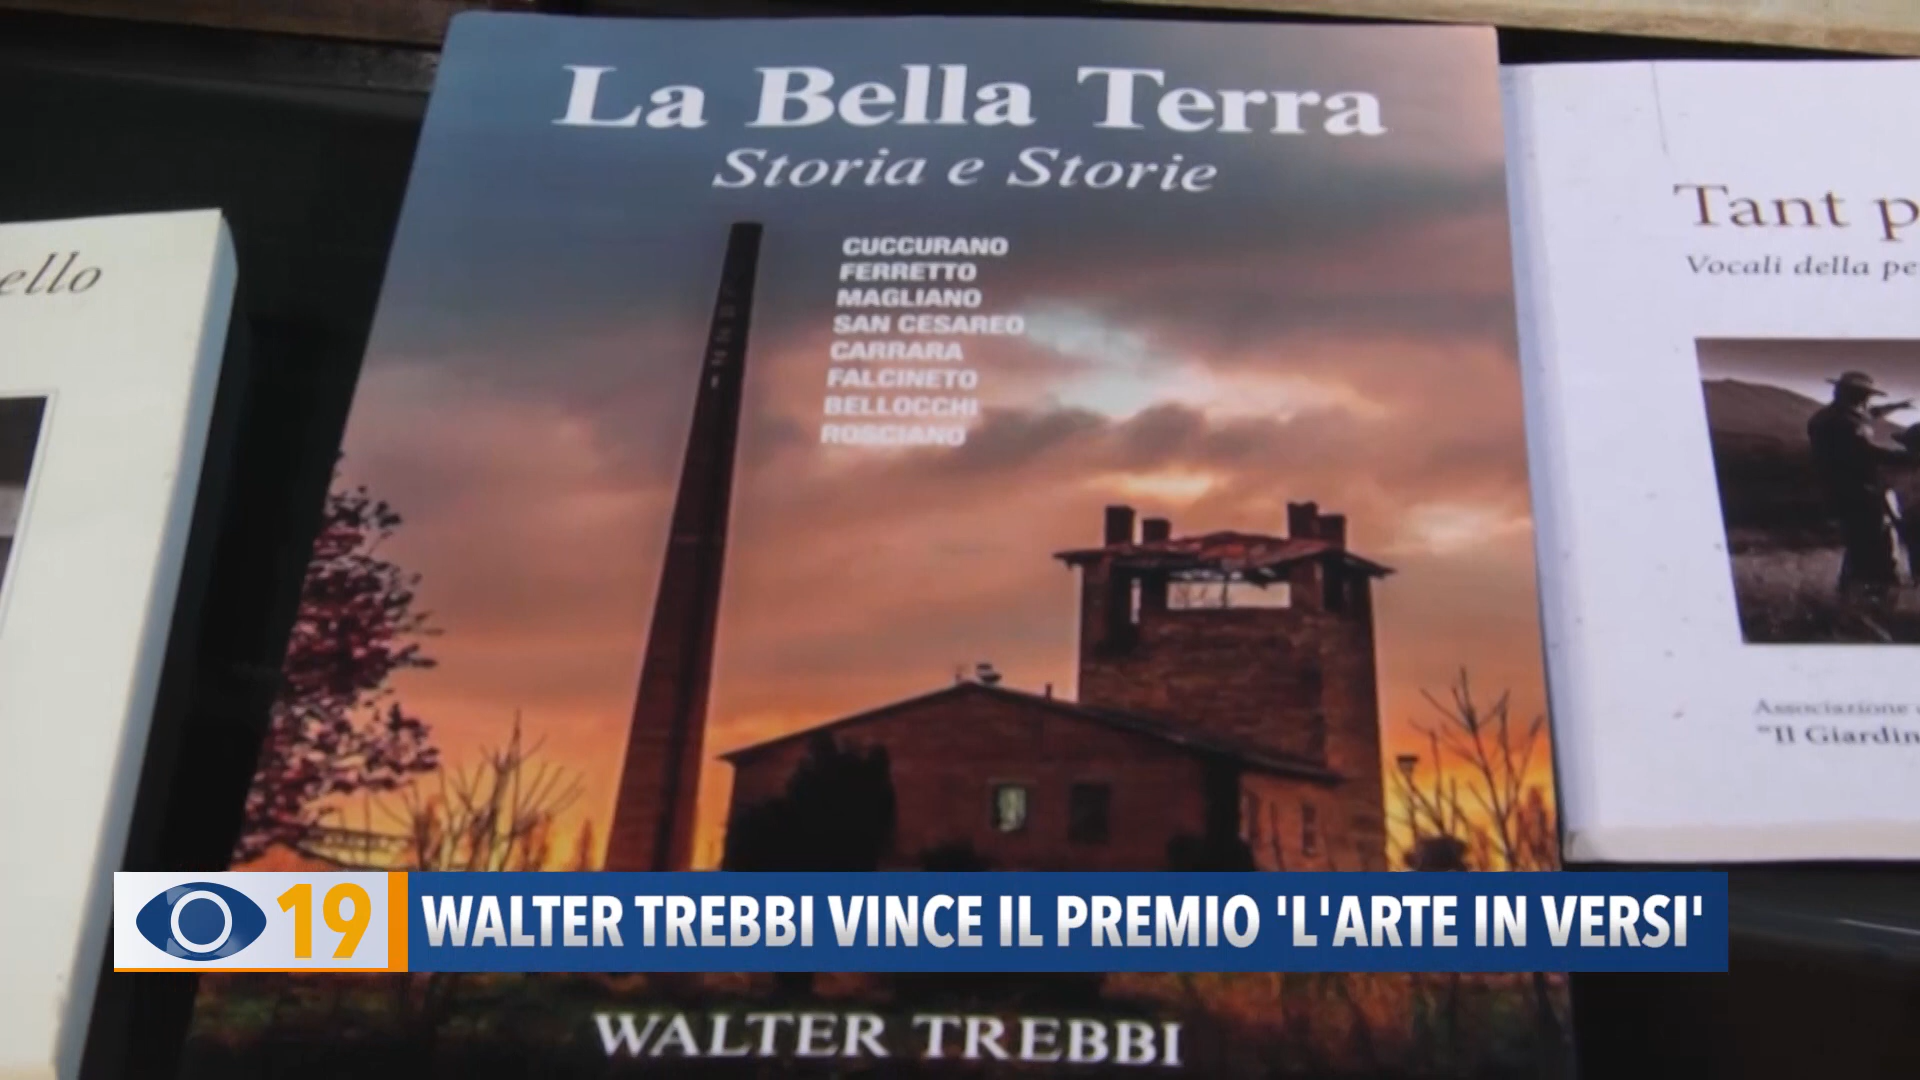 La Bella Terra
Storia e Storie
CUCCURANO
FERRETTO
MAGLIANO
SAN CESAREO
CARRARA
FALCINETO
BELLOCCHI
ROSCIANO
WALTER TREBBI
ello
Tant p
Vocali della pe
Associazione
"Il Giardin
19
WALTER TREBBI VINCE IL PREMIO 'L'ARTE IN VERSI'